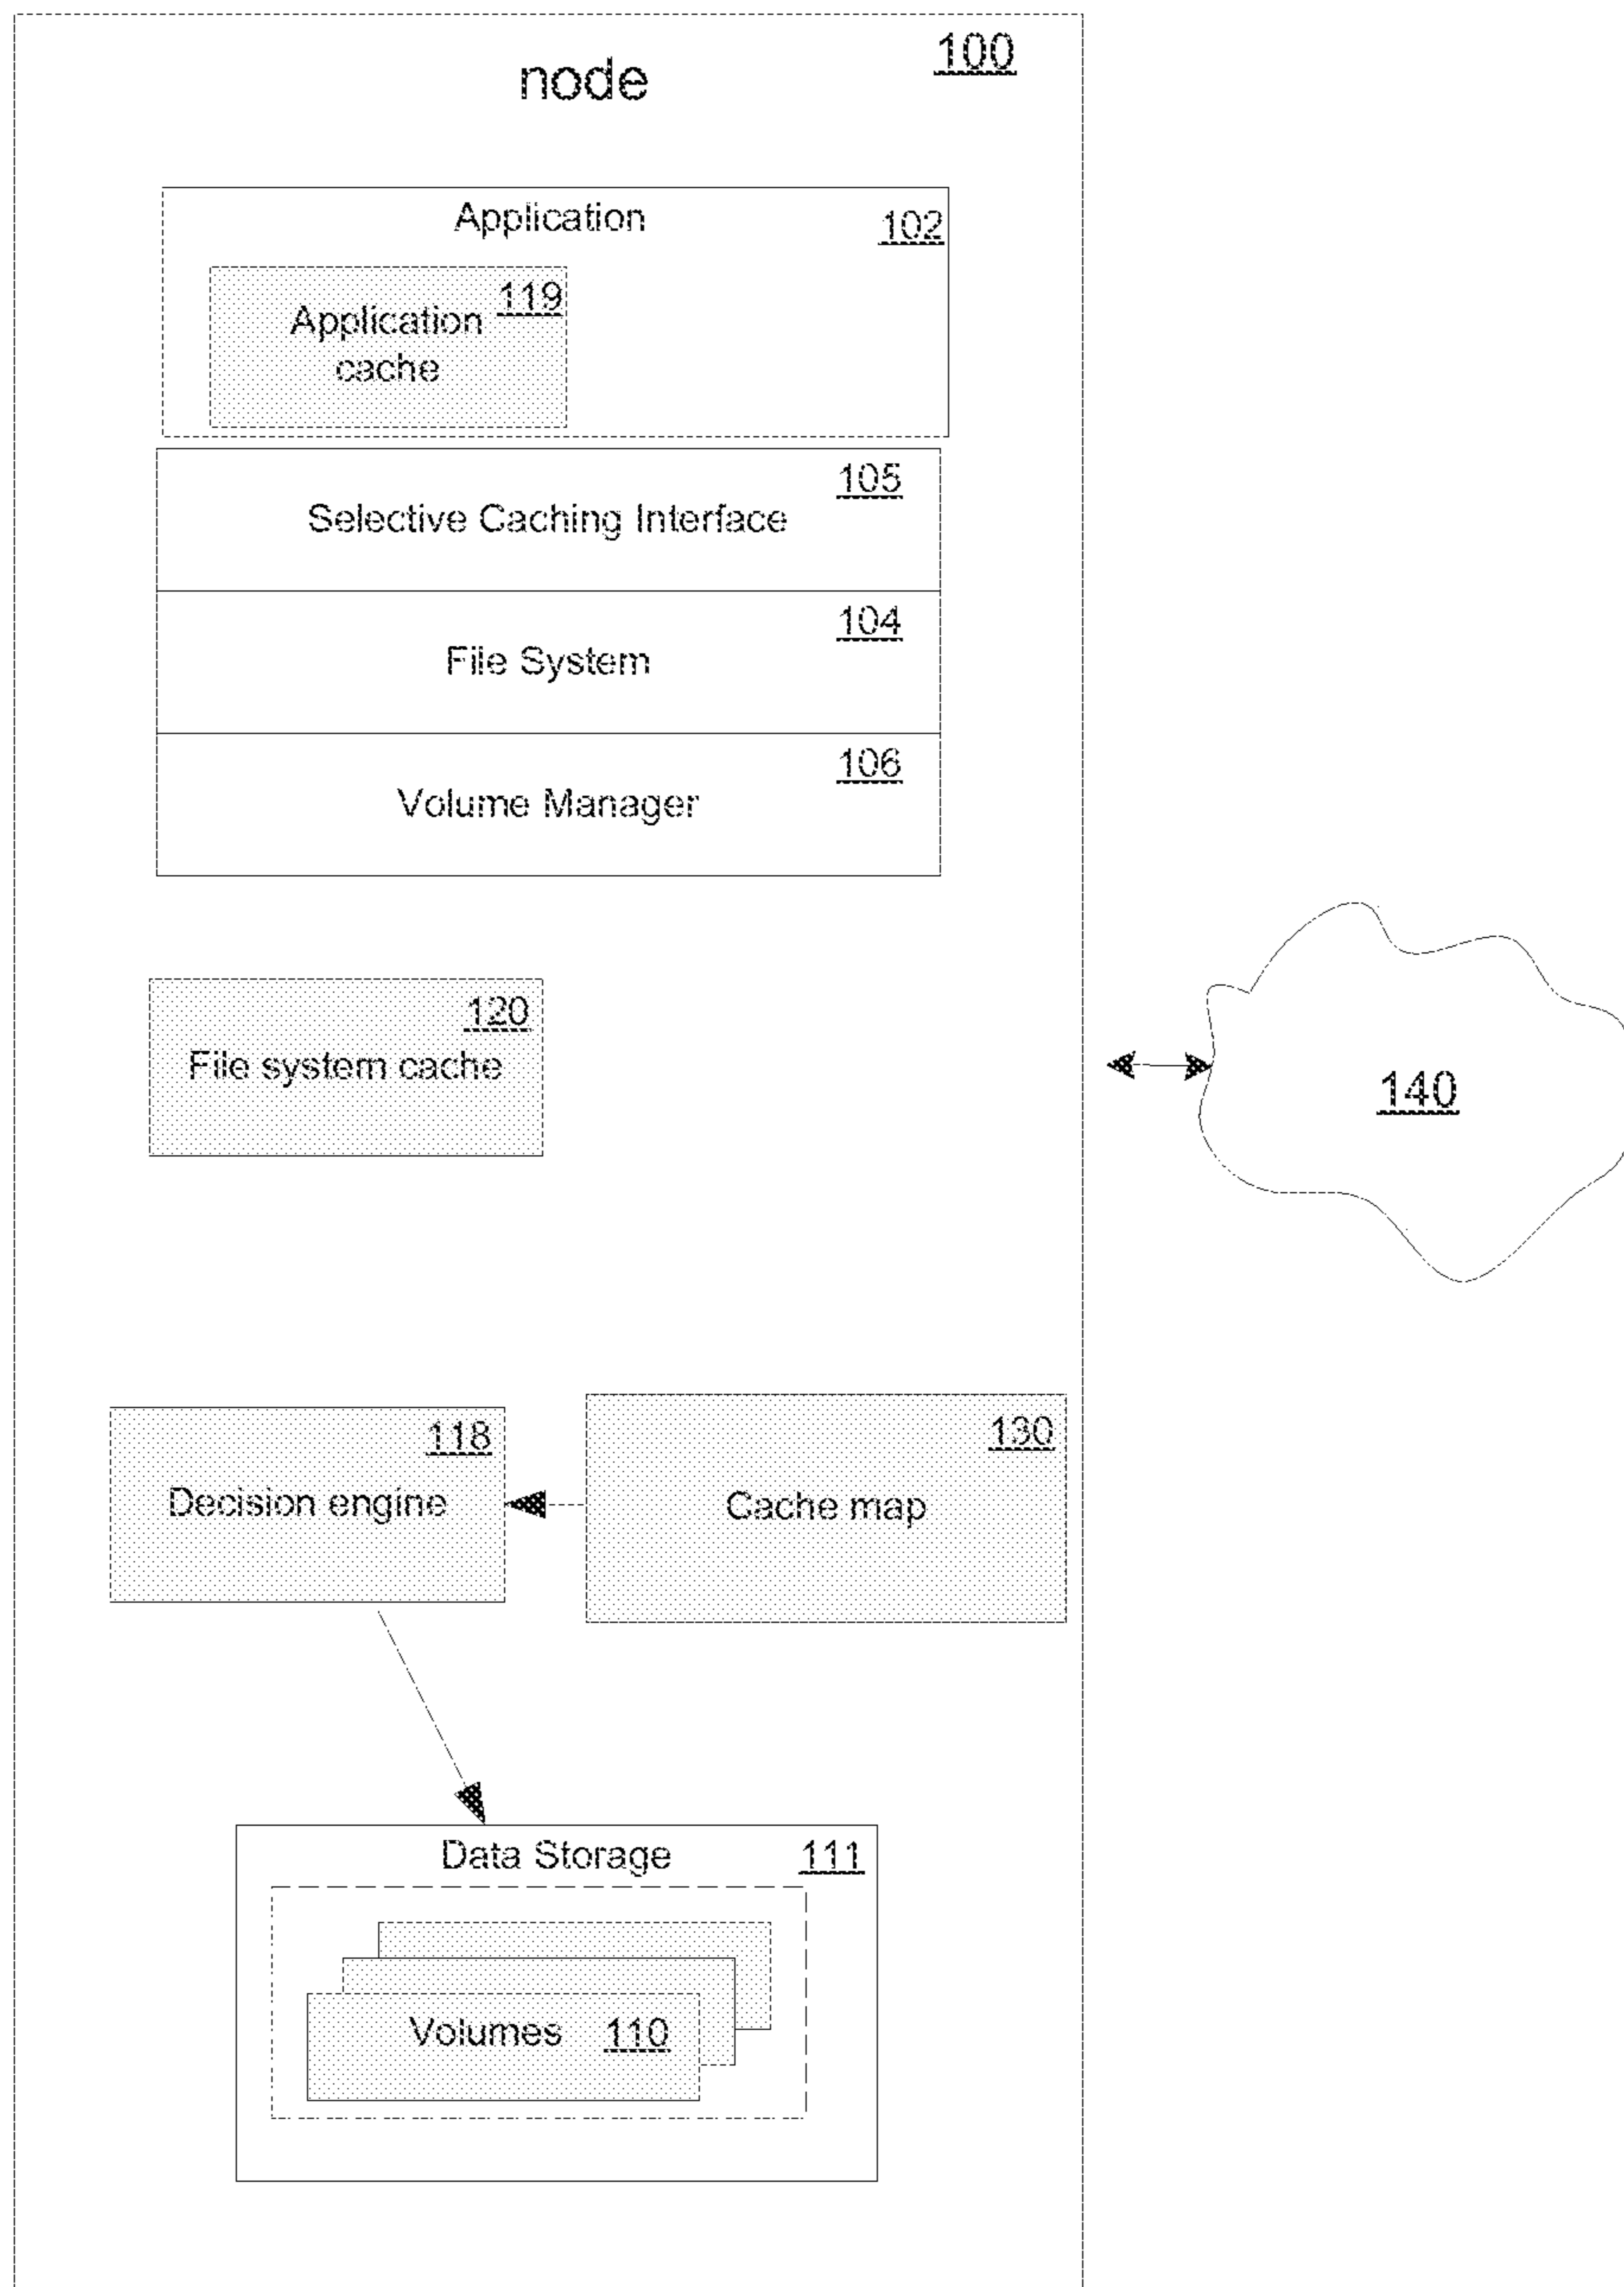 100
node
Application
102
119
Application
cache
105
Selective Caching Interface
104
File System
106
Volume Manager
120
File system cache
140
118
Decision engine
130
Cache map
Data Storage
111
Volumes 110